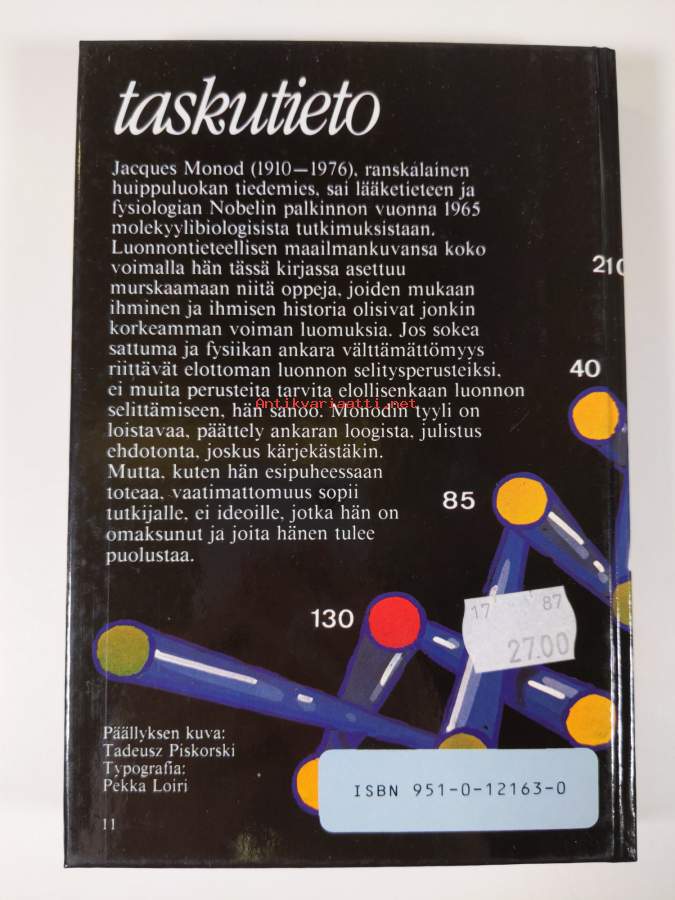 taskutieto
Jacques Monod (1910—1976), ranskalainen
huippuluokan tiedemies, sai lääketieteen ja
fysiologian Nobelin palkinnon vuonna 1965
molekyylibiologisista tutkimuksistaan.
Luonnontieteellisen maailmankuvansa koko
voimalla hän tässä kirjassa asettuu
murskaamaan niitä oppeja, joiden mukaan
ihminen ja ihmisen historia olisivat jonkin
korkeamman voiman luomuksia. Jos sokea
sattuma ja fysiikan ankara välttämättömyys
riittävät elottoman luonnon selitysperusteiksi,
ei muita perusteita tarvita elollisenkaan luonnon
selittämiseen, hän sanoo. Monodin tyyli on
loistavaa, päättely ankaran loogista, julistus
ehdotonta, joskus kärjekästäkin.
Mutta, kuten hän esipuheessaan
toteaa, vaatimattomuus sopii
tutkijalle, ei ideoille, jotka hän on
omaksunut ja joita hänen tulee
puolustaa.
Antikvariaatti.net
210
40
85
130
17 87
27.00
Päällyksen kuva:
Tadeusz Piskorski
Typografia:
Pekka Loiri
ISBN 951-0-12163-0
11